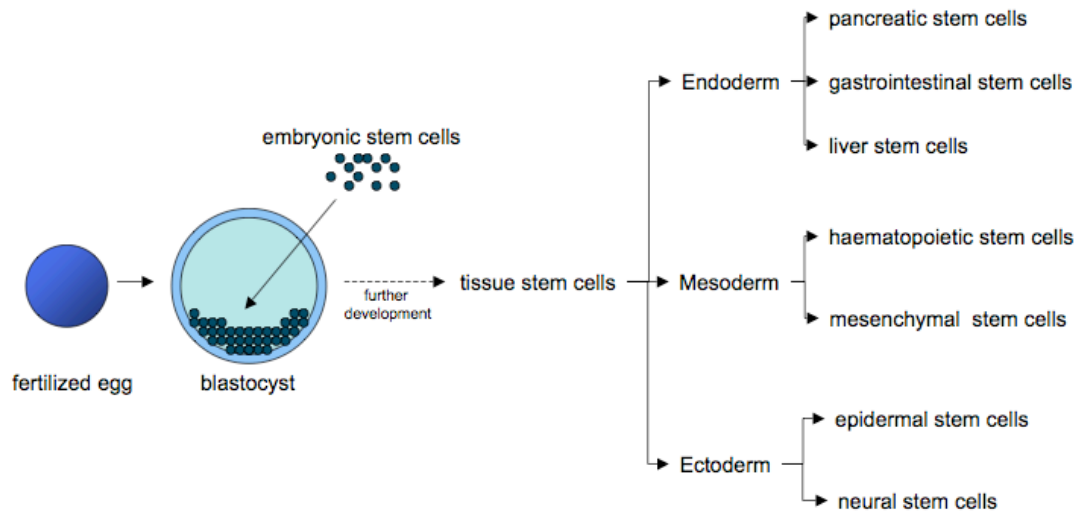 embryonic stem cells
fertilized egg
blastocyst
further
development
tissue stem cells
Endoderm
pancreatic stem cells
gastrointestinal stem cells
liver stem cells
Mesoderm
haematopoietic stem cells
mesenchymal stem cells
Ectoderm
epidermal stem cells
neural stem cells